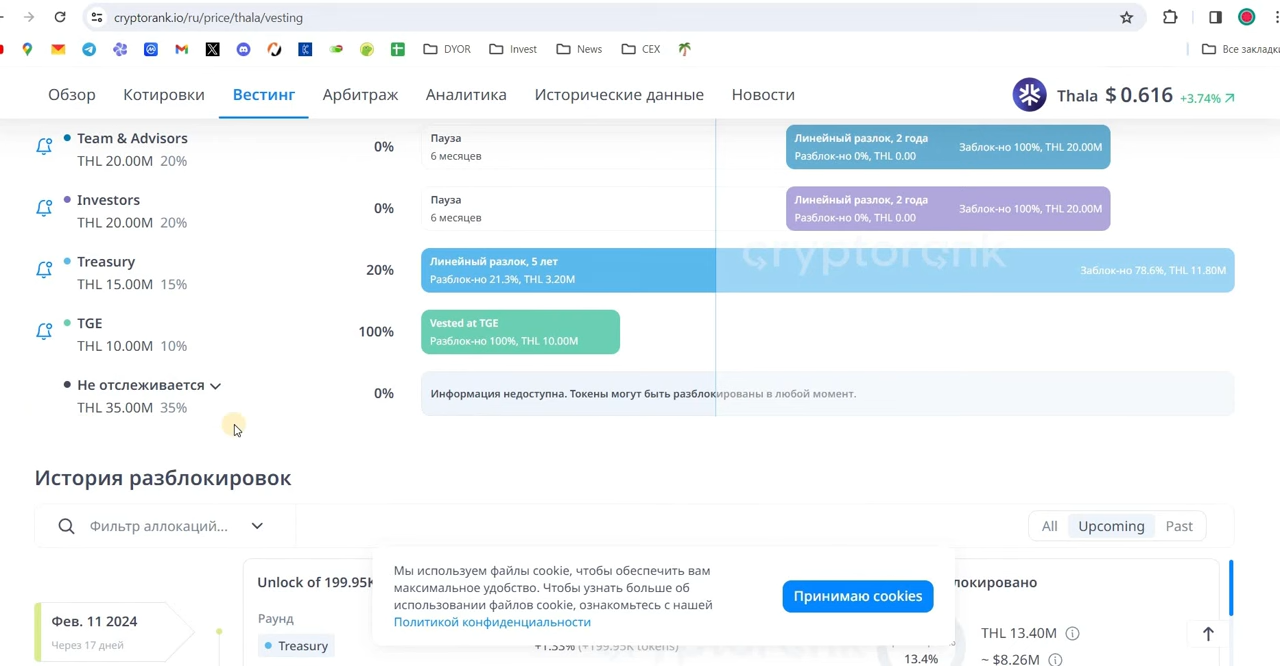 cryptorank.io/ru/price/thala/vesting
DYOR
Invest
News
CEX
Все закладки
Обзор
Котировки
Вестинг
Арбитраж
Аналитика
Исторические данные
Новости
Thala $ 0.616 +3.74%
Team & Advisors
THL 20.00M 20%
0%
Пауза
6 месяцев
Линейный разлок, 2 года
Разблок-но 0%, THL 0.00
Заблок-но 100%, THL 20.00M
Investors
THL 20.00M 20%
0%
Пауза
6 месяцев
Линейный разлок, 2 года
Разблок-но 0%, THL 0.00
Заблок-но 100%, THL 20.00M
cryptorank
Treasury
THL 15.00M 15%
20%
Линейный разлок, 5 лет
Разблок-но 21.3%, THL 3.20M
Заблок-но 78.6%, THL 11.80M
TGE
THL 10.00M 10%
100%
Vested at TGE
Разблок-но 100%, THL 10.00M
Не отслеживается
THL 35.00M 35%
0%
Информация недоступна. Токены могут быть разблокированы в любой момент.
История разблокировок
Фильтр аллокаций...
All
Upcoming
Past
Фев. 11 2024
Через 17 дней
Unlock of 199.95K
Раунд
Treasury
+1.33% (+199.95K tokens)
Мы используем файлы cookie, чтобы обеспечить вам
максимальное удобство. Чтобы узнать больше об
использовании файлов cookie, ознакомьтесь с нашей
Политикой конфиденциальности
Принимаю cookies
локировано
13.4%
THL 13.40M
~ $8.26M